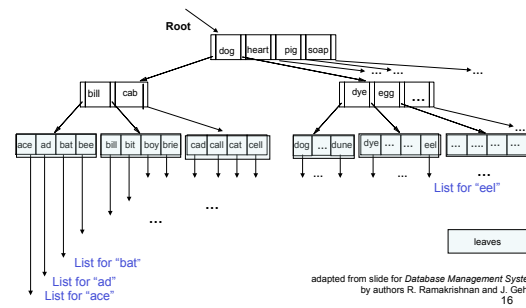 Root
dog heart pig soap
... ... ...
bill cab
dye egg ...
...
ace ad bat bee bill bit boy brie cad call cat cell dog ... dune dye ... ... eel ... .... ... ...
... ... ...
... ...
List for “eel”
List for “bat”
List for “ad”
List for “ace”
leaves
adapted from slide for Database Management Syste
by authors R. Ramakrishnan and J. Geh
16